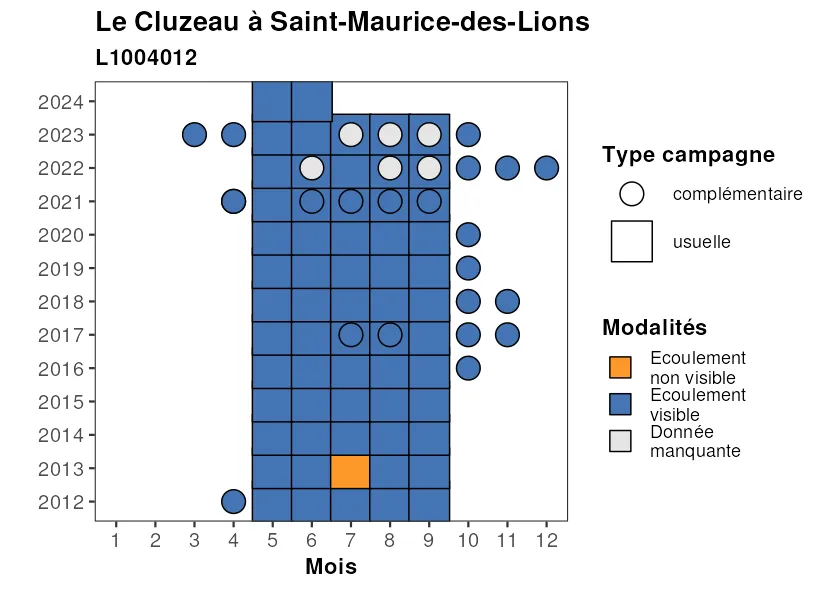 Le Cluzeau à Saint-Maurice-des-Lions
L1004012
2024
2023
2022
2021
2020
2019
2018
2017
2016
2015
2014
2013
2012
1 2 3 4 5 6 7 8 9 10 11 12
Mois
Type campagne
complémentaire
usuelle
Modalités
Ecoulement
non visible
Ecoulement
visible
Donnée
manquante